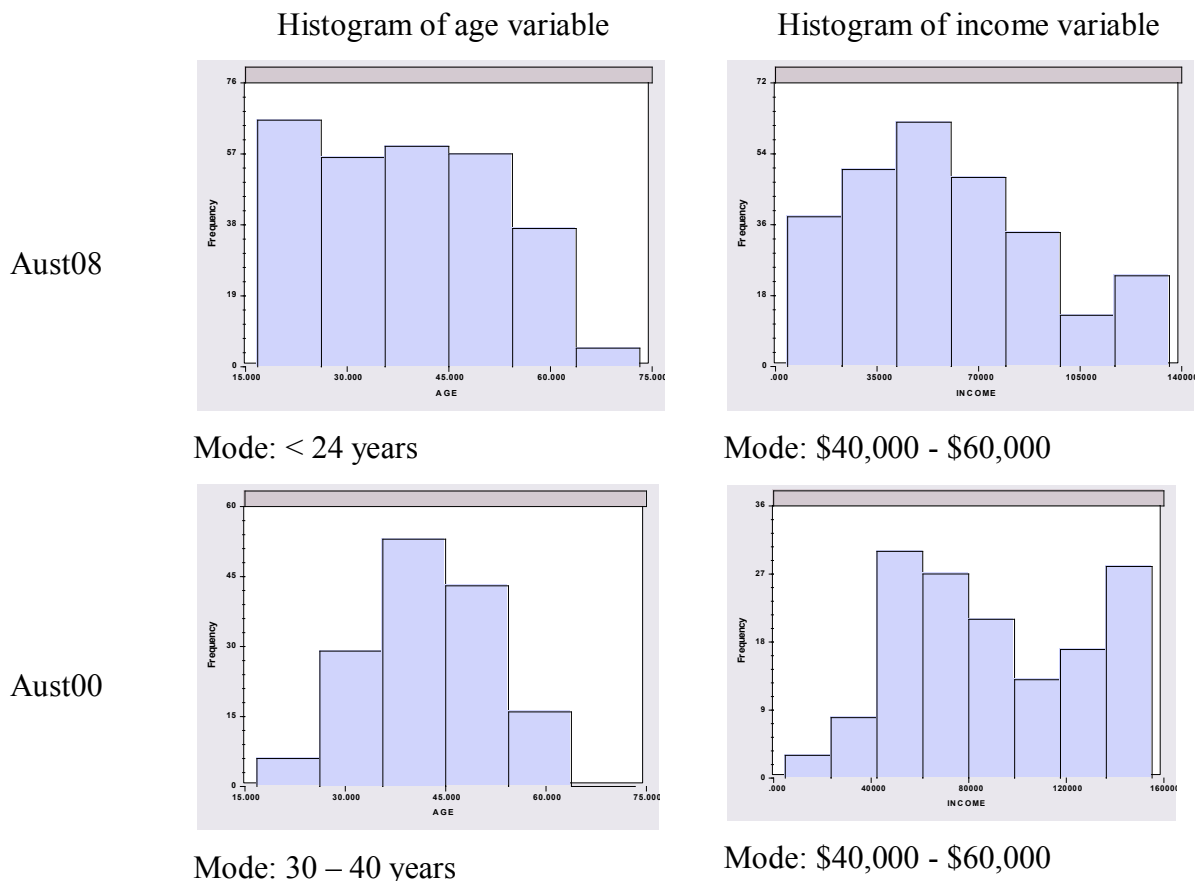 Histogram of age variable
Histogram of income variable
Aust08
76
57
38
19
0
Frequency
15.000 30.000 45.000 60.000 75.000
AGE
72
54
36
18
0
Frequency
.000 35000 70000 105000 140000
INCOME
Mode: < 24 years
Mode: $40,000 - $60,000
Aust00
60
45
30
15
0
Frequency
15.000 30.000 45.000 60.000 75.000
AGE
36
27
18
9
0
Frequency
.000 40000 80000 120000 160000
INCOME
Mode: 30 – 40 years
Mode: $40,000 - $60,000